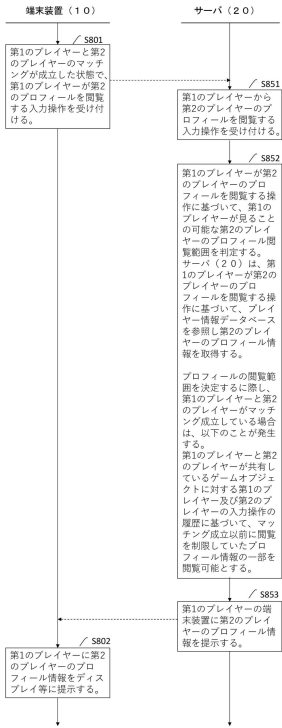 端末装置（１０）
サーバ（２０）
S801
第1のプレイヤーと第2
のプレイヤーのマッチ
ングが成立した状態で、
第1のプレイヤーが第2
のプロフィールを閲覧
する入力操作を受け付
ける。
S851
第1のプレイヤーから
第2のプレイヤーのプ
ロフィールを閲覧する
入力操作を受け付ける。
S852
第1のプレイヤーが第2
のプレイヤーのプロ
フィールを閲覧する操
作に基づいて、第1の
プレイヤーが見ること
の可能な第2のプレイ
ヤーのプロフィール閲
覧範囲を判定する。
サーバ（２０）は、第
1のプレイヤーが第2の
プレイヤーのプロ
フィールを閲覧する操
作に基づいて、プレイ
ヤー情報データベース
を参照し第2のプレイ
ヤーのプロフィール情
報を取得する。
プロフィールの閲覧範
囲を決定するに際し、
第1のプレイヤーと第2
のプレイヤーがマッチ
ング成立している場合
は、以下のことが発生
する。
第1のプレイヤーと第2
のプレイヤーが共有し
ているゲームオブジェ
クトに対する第1のプ
レイヤー及び第2のプ
レイヤーの入力操作の
履歴に基づいて、マッ
チング成立以前に閲覧
を制限していたプロ
フィール情報の一部を
閲覧可能とする。
S853
第1のプレイヤーの端
末装置に第2のプレイ
ヤーのプロフィール情
報を提示する。
S802
第1のプレイヤーに第2
のプレイヤーのプロ
フィール情報をディス
プレイ等に提示する。